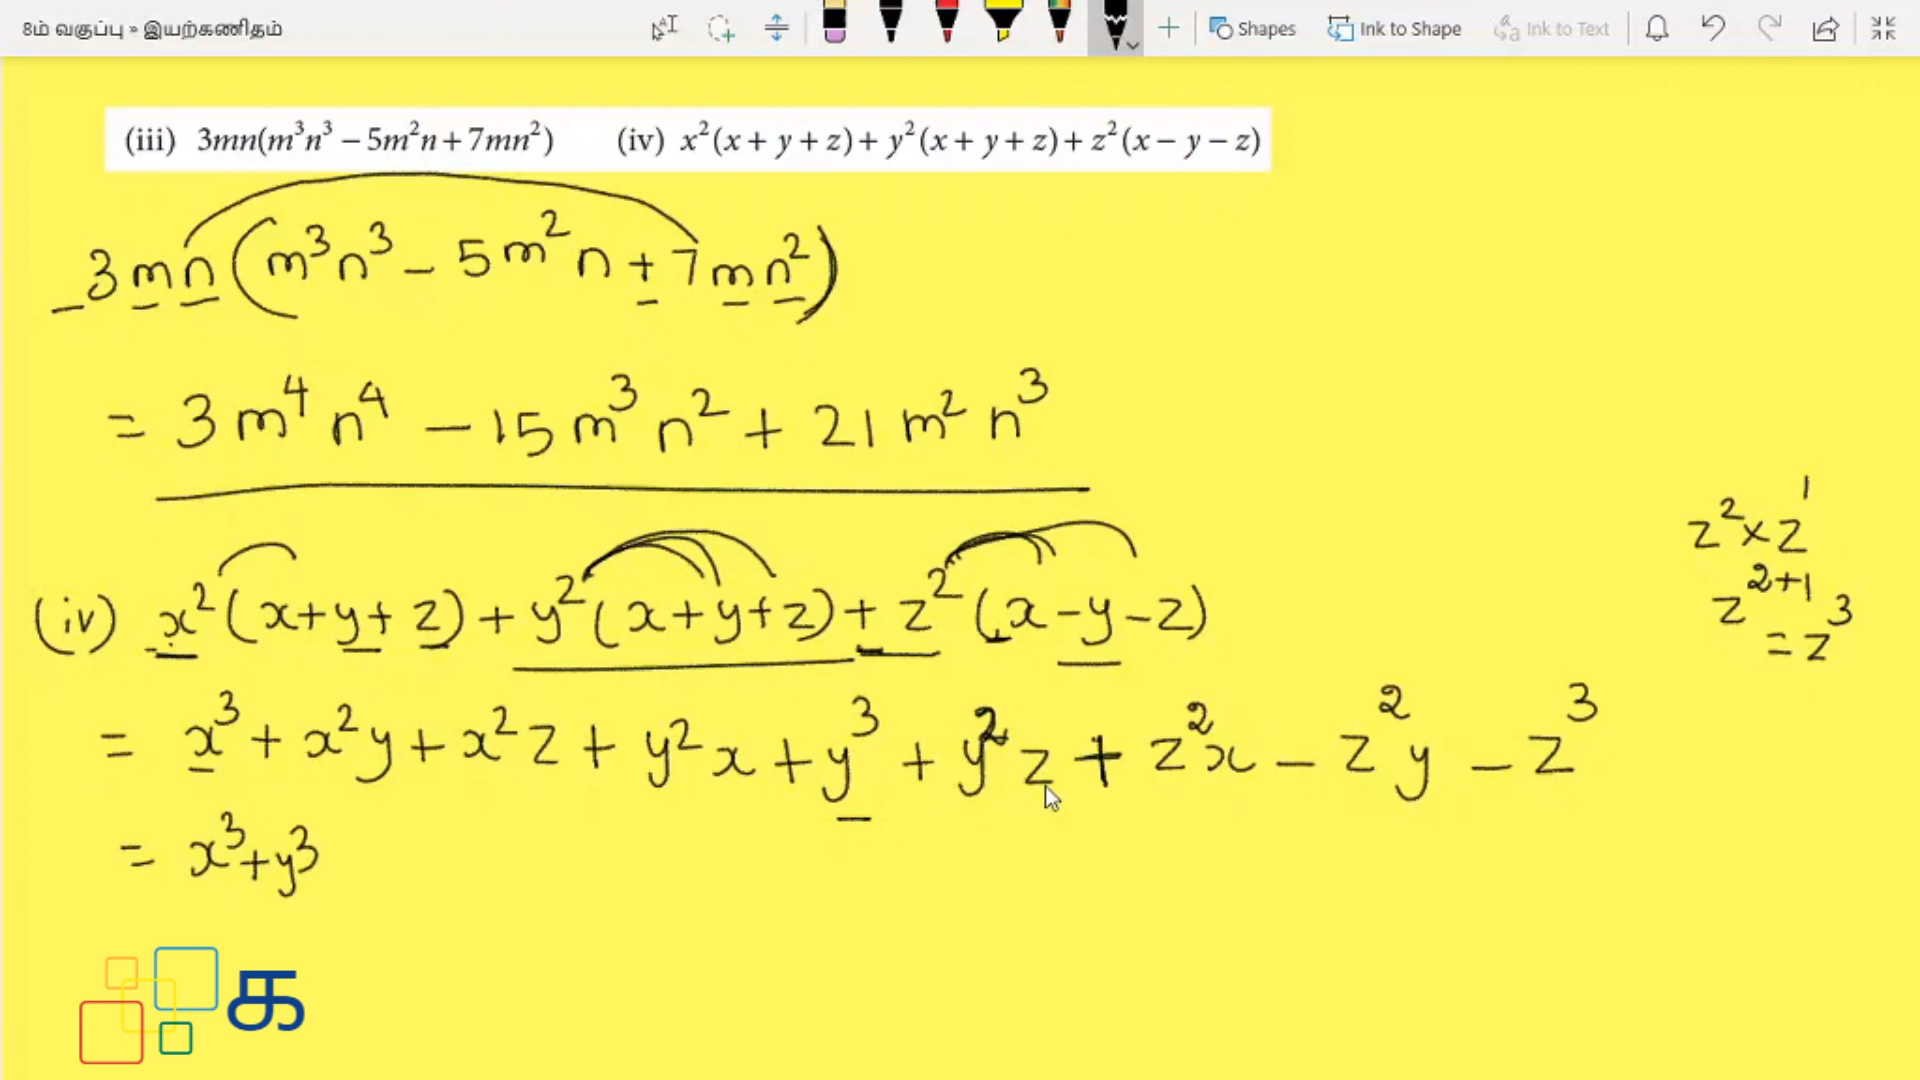 8ம் வகுப்பு » இயற்கணிதம்
Shapes
Ink to Shape
Ink to Text
(iii) 3mn(m³n³ − 5m²n + 7mn²) (iv) x²(x + y + z) + y²(x + y + z) + z²(x − y − z)
3mn(m³n³ − 5m²n + 7mn²)
= 3m⁴n⁴ − 15m³n² + 21m²n³
z² × z¹
z²⁺¹
= z³
(iv) x²(x+y+z) + y²(x+y+z) + z²(x−y−z)
= x³ + x²y + x²z + y²x + y³ + y²z + z²x − z²y − z³
= x³+y³
க